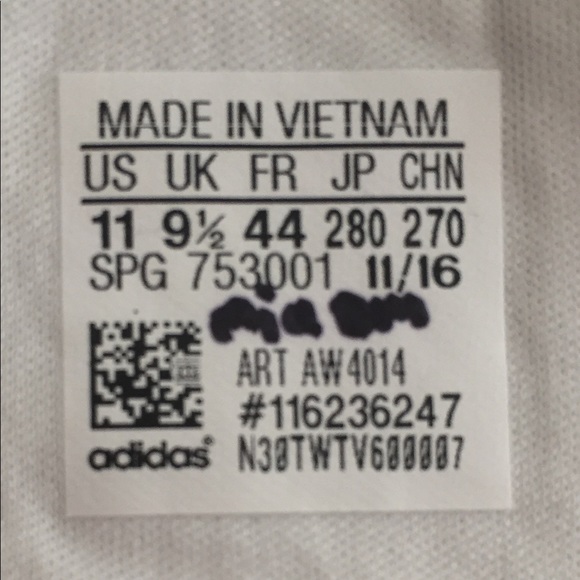 MADE IN VIETNAM
US UK FR JP CHN
11 9½ 44 280 270
SPG 753001 11/16
ART AW4014
#116236247
adidas® N30TWTV600007